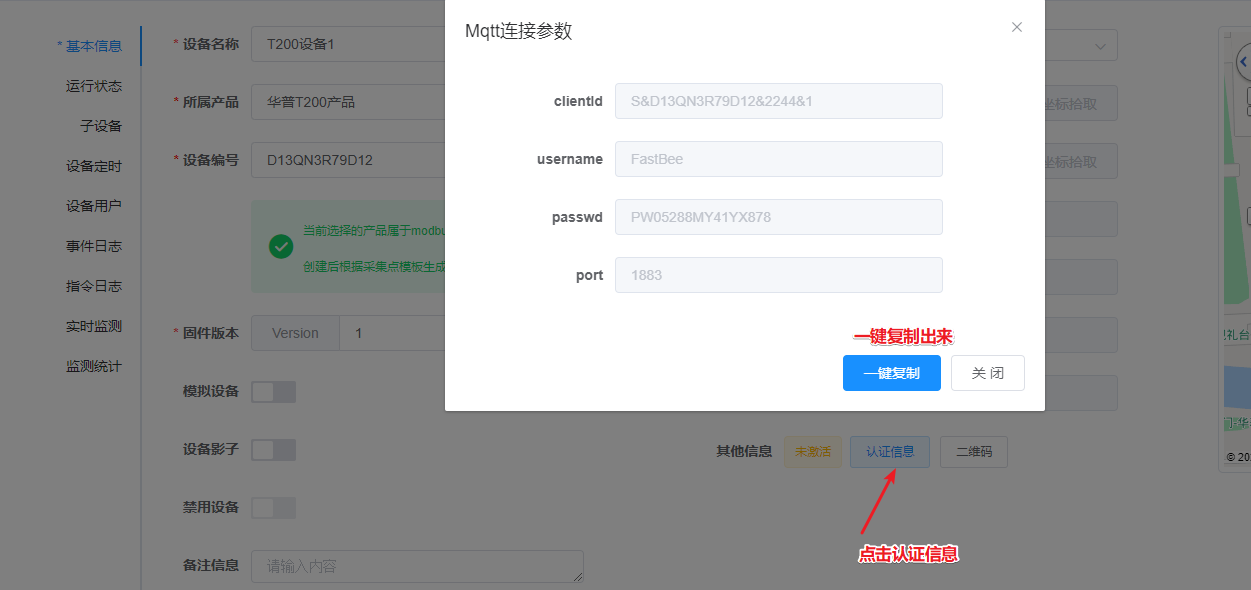 * 基本信息
运行状态
子设备
设备定时
设备用户
事件日志
指令日志
实时监测
监测统计
* 设备名称
T200设备1
* 所属产品
华普T200产品
* 设备编号
D13QN3R79D12
当前选择的产品属于modbu
创建后根据采集点模板生成
* 固件版本
Version
1
模拟设备
设备影子
禁用设备
备注信息
请输入内容
Mqtt连接参数
clientId
S&D13QN3R79D12&2244&1
username
FastBee
passwd
PW05288MY41YX878
port
1883
一键复制出来
一键复制
关 闭
坐标拾取
坐标拾取
其他信息
未激活
认证信息
二维码
点击认证信息
礼台
门·华
© 20